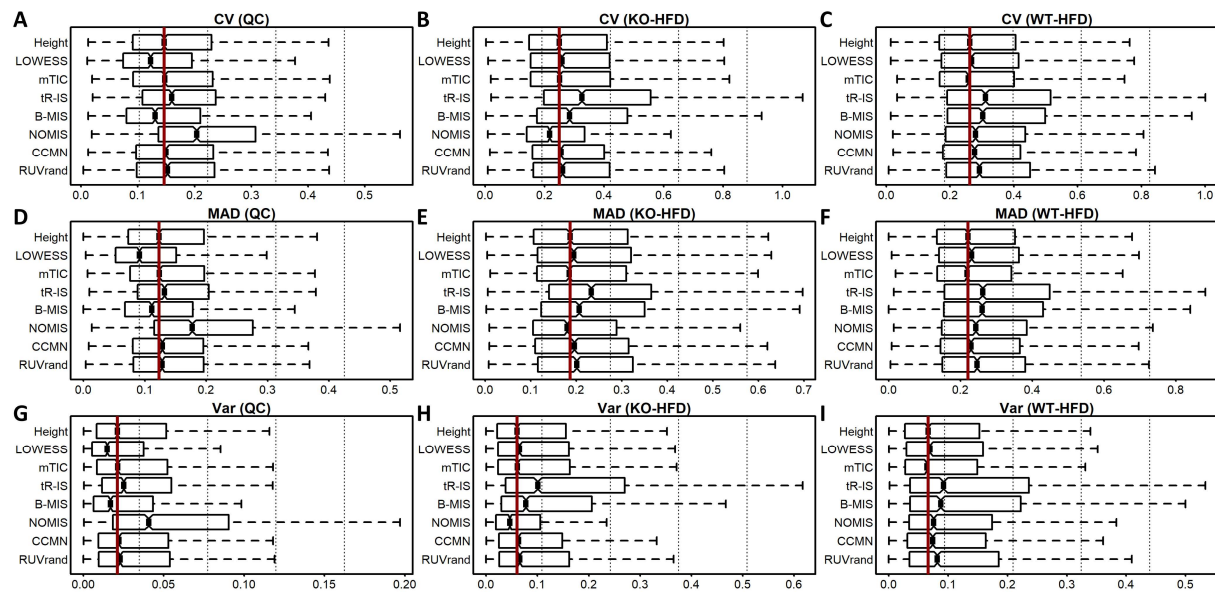 A CV (QC)
Height
LOWESS
mTIC
tR-IS
B-MIS
NOMIS
CCMN
RUVrand
0.0 0.1 0.2 0.3 0.4 0.5
B CV (KO-HFD)
Height
LOWESS
mTIC
tR-IS
B-MIS
NOMIS
CCMN
RUVrand
0.0 0.2 0.4 0.6 0.8 1.0
C CV (WT-HFD)
Height
LOWESS
mTIC
tR-IS
B-MIS
NOMIS
CCMN
RUVrand
0.0 0.2 0.4 0.6 0.8 1.0
D MAD (QC)
Height
LOWESS
mTIC
tR-IS
B-MIS
NOMIS
CCMN
RUVrand
0.0 0.1 0.2 0.3 0.4 0.5
E MAD (KO-HFD)
Height
LOWESS
mTIC
tR-IS
B-MIS
NOMIS
CCMN
RUVrand
0.0 0.1 0.2 0.3 0.4 0.5 0.6 0.7
F MAD (WT-HFD)
Height
LOWESS
mTIC
tR-IS
B-MIS
NOMIS
CCMN
RUVrand
0.0 0.2 0.4 0.6 0.8
G Var (QC)
Height
LOWESS
mTIC
tR-IS
B-MIS
NOMIS
CCMN
RUVrand
0.00 0.05 0.10 0.15 0.20
H Var (KO-HFD)
Height
LOWESS
mTIC
tR-IS
B-MIS
NOMIS
CCMN
RUVrand
0.0 0.1 0.2 0.3 0.4 0.5 0.6
I Var (WT-HFD)
Height
LOWESS
mTIC
tR-IS
B-MIS
NOMIS
CCMN
RUVrand
0.0 0.1 0.2 0.3 0.4 0.5